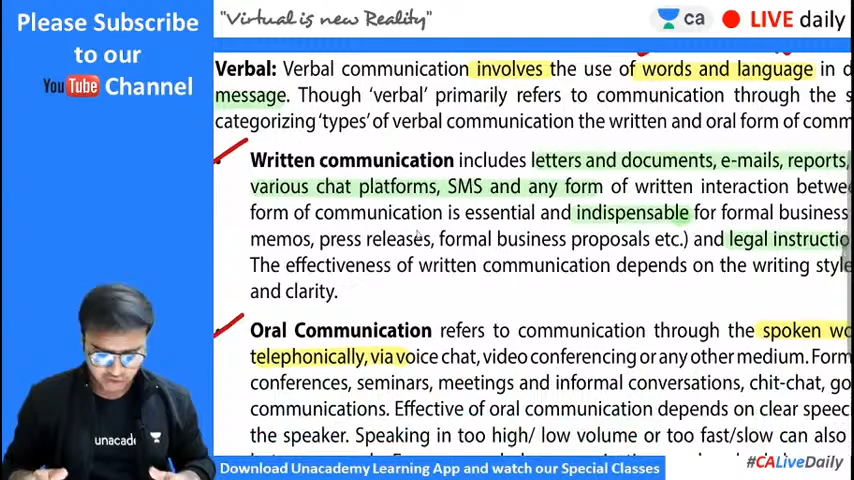 Please Subscribe
to our
YouTube Channel
"Virtual is new Reality"
ca LIVE daily
Verbal: Verbal communication involves the use of words and language in d
message. Though 'verbal' primarily refers to communication through the s
categorizing 'types' of verbal communication the written and oral form of comm
Written communication includes letters and documents, e-mails, reports,
various chat platforms, SMS and any form of written interaction betwe
form of communication is essential and indispensable for formal business
memos, press releases, formal business proposals etc.) and legal instructio
The effectiveness of written communication depends on the writing style
and clarity.
Oral Communication refers to communication through the spoken wo
telephonically, via voice chat, video conferencing or any other medium. Form
conferences, seminars, meetings and informal conversations, chit-chat, go
communications. Effective of oral communication depends on clear speec
the speaker. Speaking in too high/ low volume or too fast/slow can also
unacade
Download Unacademy Learning App and watch our Special Classes
#CALiveDaily